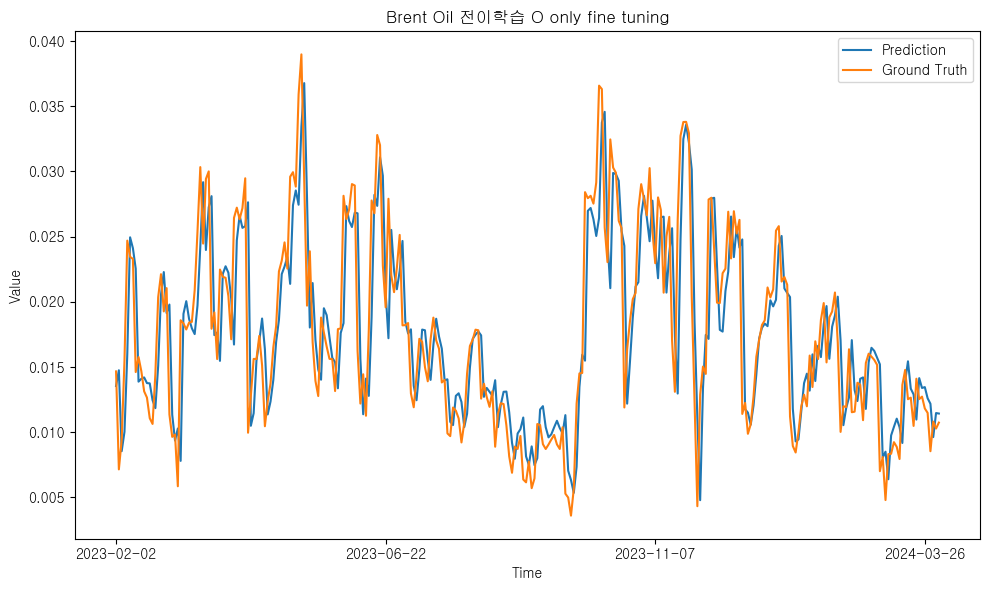 Brent Oil 전이학습 O only fine tuning
Prediction
Ground Truth
0.040
0.035
0.030
0.025
0.020
0.015
0.010
0.005
Value
2023-02-02
2023-06-22
2023-11-07
2024-03-26
Time